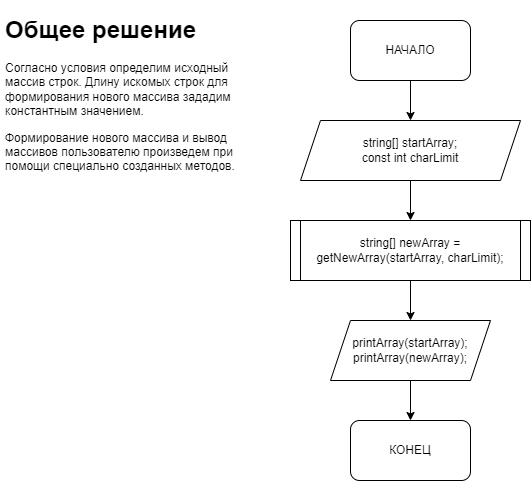 Общее решение
Согласно условия определим исходный
массив строк. Длину искомых строк для
формирования нового массива зададим
константным значением.
Формирование нового массива и вывод
массивов пользователю произведем при
помощи специально созданных методов.
НАЧАЛО
string[] startArray;
const int charLimit
string[] newArray =
getNewArray(startArray, charLimit);
printArray(startArray);
printArray(newArray);
КОНЕЦ